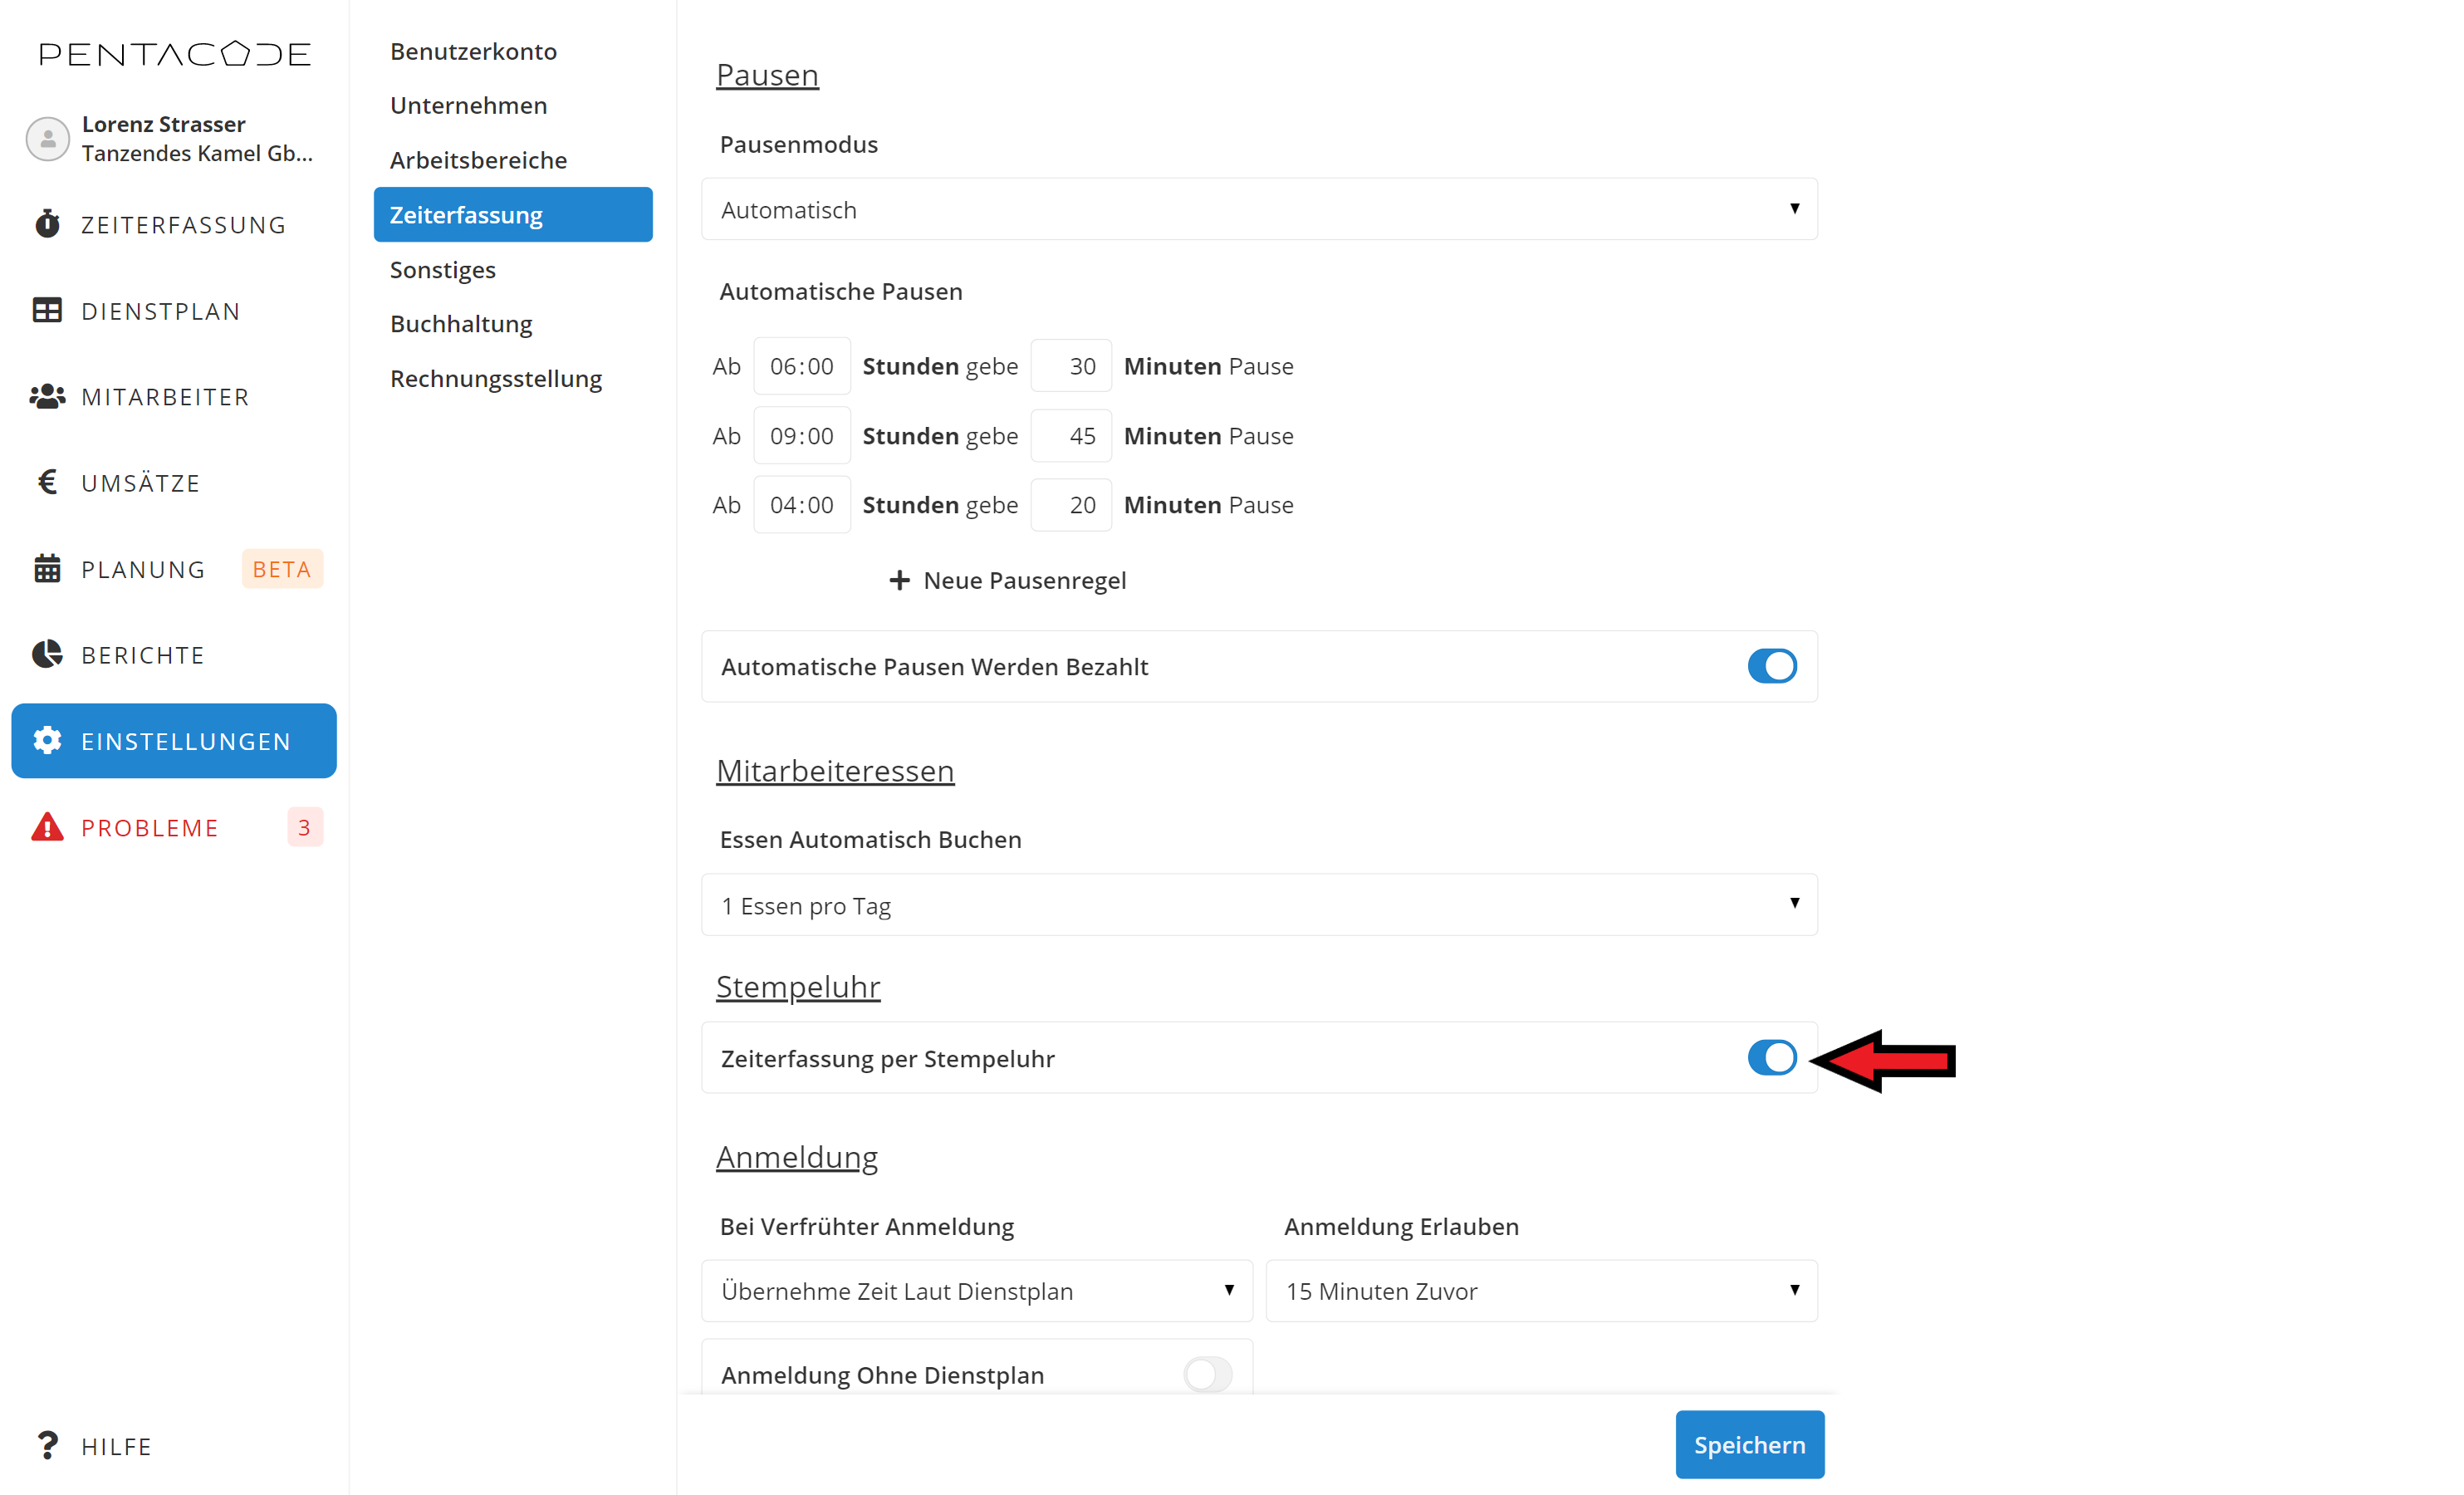 PENTACODE
Lorenz Strasser
Tanzendes Kamel Gb...
ZEITERFASSUNG
DIENSTPLAN
MITARBEITER
€ UMSÄTZE
PLANUNG BETA
BERICHTE
EINSTELLUNGEN
PROBLEME 3
? HILFE
Benutzerkonto
Unternehmen
Arbeitsbereiche
Zeiterfassung
Sonstiges
Buchhaltung
Rechnungsstellung
Pausen
Pausenmodus
Automatisch
Automatische Pausen
Ab 06:00 Stunden gebe 30 Minuten Pause
Ab 09:00 Stunden gebe 45 Minuten Pause
Ab 04:00 Stunden gebe 20 Minuten Pause
+ Neue Pausenregel
Automatische Pausen Werden Bezahlt
Mitarbeiteressen
Essen Automatisch Buchen
1 Essen pro Tag
Stempeluhr
Zeiterfassung per Stempeluhr
Anmeldung
Bei Verfrühter Anmeldung
Anmeldung Erlauben
Übernehme Zeit Laut Dienstplan
15 Minuten Zuvor
Anmeldung Ohne Dienstplan
Speichern